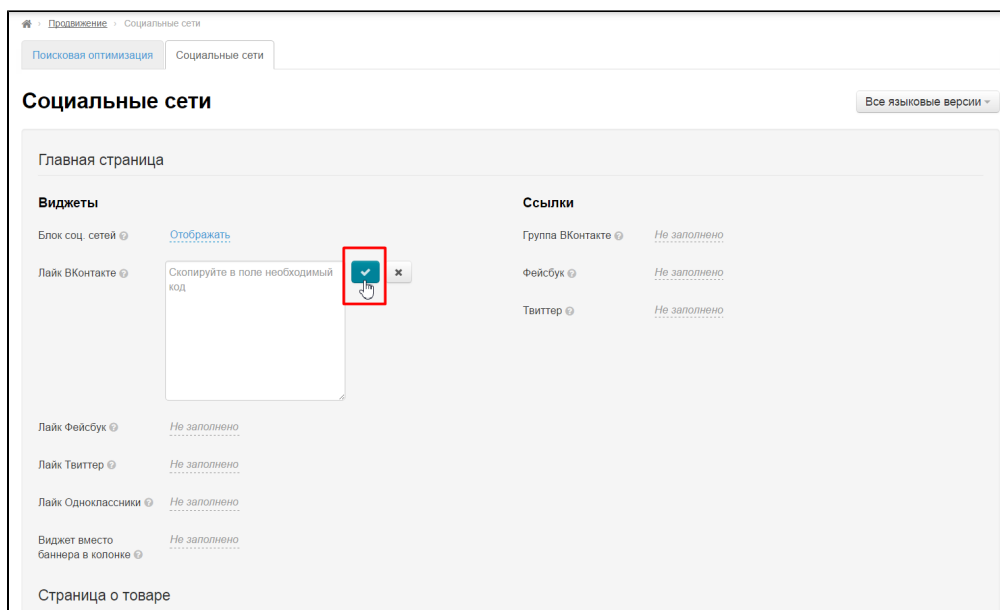 Продвижение › Социальные сети
Поисковая оптимизация
Социальные сети
Социальные сети
Все языковые версии
Главная страница
Виджеты
Блок соц. сетей
Отображать
Лайк ВКонтакте
Скопируйте в поле необходимый
код
Лайк Фейсбук
Не заполнено
Лайк Твиттер
Не заполнено
Лайк Одноклассники
Не заполнено
Виджет вместо
баннера в колонке
Не заполнено
Ссылки
Группа ВКонтакте
Не заполнено
Фейсбук
Не заполнено
Твиттер
Не заполнено
Страница о товаре